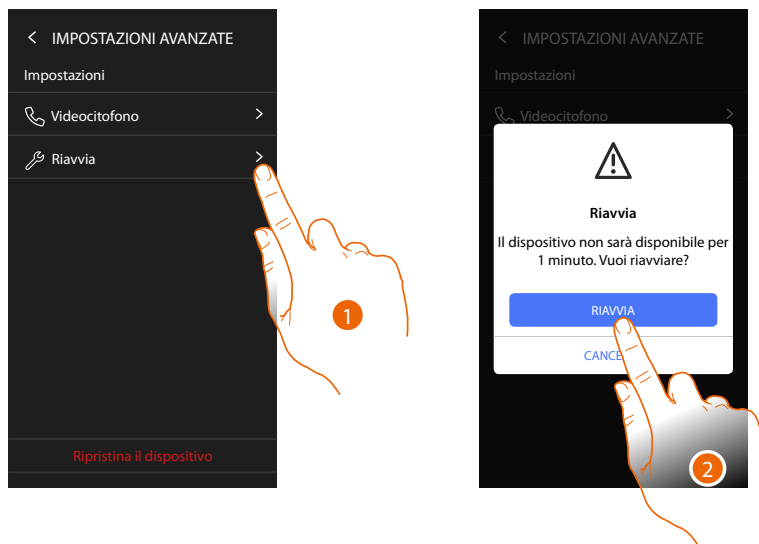 IMPOSTAZIONI AVANZATE
Impostazioni
Videocitofono
Riavvia
Ripristina il dispositivo
1
IMPOSTAZIONI AVANZATE
Impostazioni
Videocitofono
Riavvia
Il dispositivo non sarà disponibile per
1 minuto. Vuoi riavviare?
RIAVVIA
CANCE
2